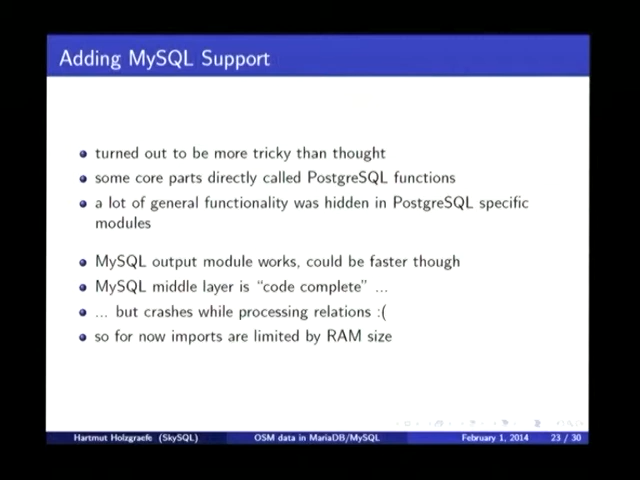 Adding MySQL Support
turned out to be more tricky than thought
some core parts directly called PostgreSQL functions
a lot of general functionality was hidden in PostgreSQL specific
modules
MySQL output module works, could be faster though
MySQL middle layer is “code complete” ...
... but crashes while processing relations :(
so for now imports are limited by RAM size
Hartmut Holzgraefe (SkySQL) OSM data in MariaDB/MySQL February 1, 2014 23 / 30